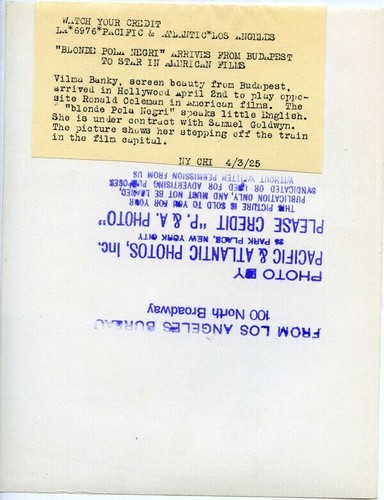 WATCH YOUR CREDIT
LA*6976*PACIFIC & ATLANTIC*LOS ANGELES
"BLONDE POLA NEGRI" ARRIVES FROM BUDAPEST
TO STAR IN AMERICAN FILMS
Vilma Banky, screen beauty from Budapest,
arrived in Hollywood April 2nd to play oppo-
site Ronald Coleman in American films. The
"Blonde Pola Negri" speaks little English.
She is under contract with Samuel Goldwyn.
The picture shows her stepping off the train
in the film capital.
NY CHI 4/3/25
FROM LOS ANGELES BUREAU
100 North Broadway
PHOTO BY
PACIFIC & ATLANTIC PHOTOS, Inc.
25 PARK PLACE, NEW YORK CITY
PLEASE CREDIT "P. & A. PHOTO"
THIS PICTURE IS SOLD TO YOU FOR YOUR
PUBLICATION ONLY, AND MUST NOT BE LOANED,
SYNDICATED OR USED FOR ADVERTISING PURPOSES
WITHOUT WRITTEN PERMISSION FROM US